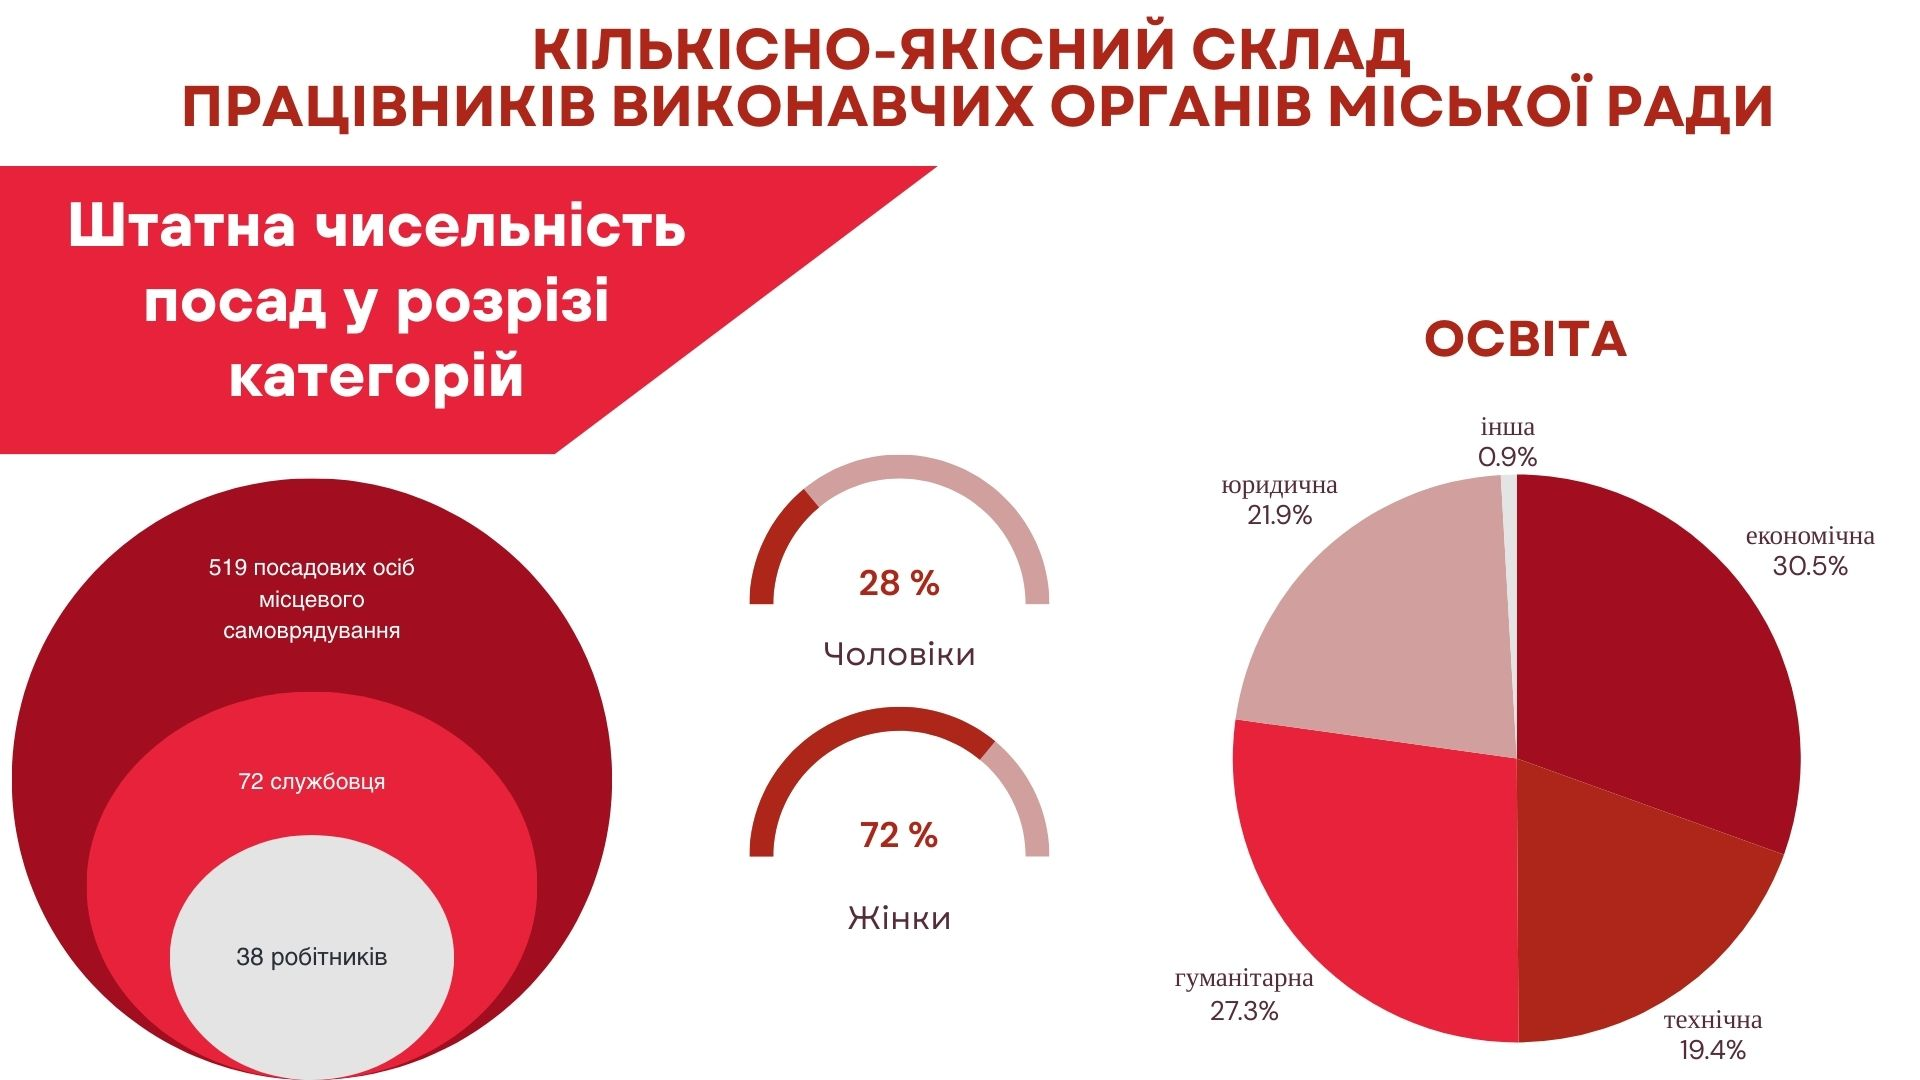 КІЛЬКІСНО-ЯКІСНИЙ СКЛАД
ПРАЦІВНИКІВ ВИКОНАВЧИХ ОРГАНІВ МІСЬКОЇ РАДИ
Штатна чисельність
посад у розрізі
категорій
519 посадових осіб
місцевого
самоврядування
72 службовця
38 робітників
28 %
Чоловіки
72 %
Жінки
ОСВІТА
інша
0.9%
юридична
21.9%
економічна
30.5%
гуманітарна
27.3%
технічна
19.4%